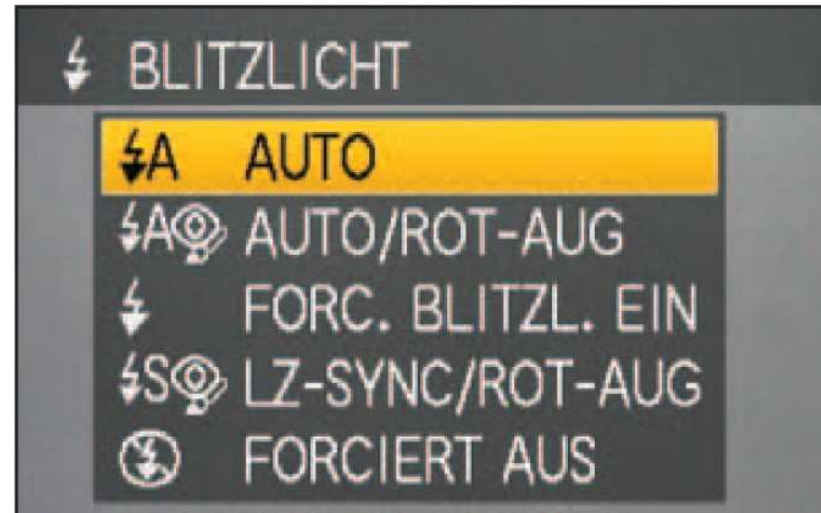 BLITZLICHT
A AUTO
A AUTO/ROT-AUG
FORC. BLITZL. EIN
S LZ-SYNC/ROT-AUG
FORCIERT AUS